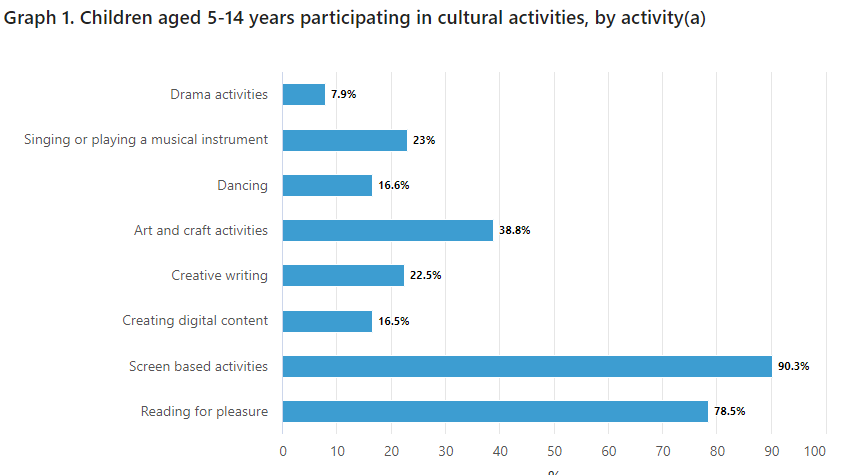 Graph 1. Children aged 5-14 years participating in cultural activities, by activity(a)
Drama activities 7.9%
Singing or playing a musical instrument 23%
Dancing 16.6%
Art and craft activities 38.8%
Creative writing 22.5%
Creating digital content 16.5%
Screen based activities 90.3%
Reading for pleasure 78.5%
0 10 20 30 40 50 60 70 80 90 100
%